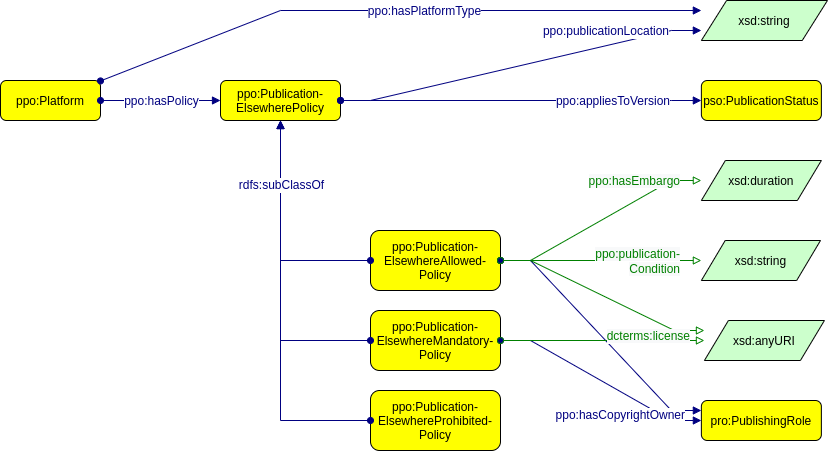 ppo:hasPlatformType
xsd:string
ppo:publicationLocation
ppo:Platform
ppo:hasPolicy
ppo:Publication-
ElsewherePolicy
ppo:appliesToVersion
pso:PublicationStatus
rdfs:subClassOf
ppo:hasEmbargo
xsd:duration
ppo:Publication-
ElsewhereAllowed-
Policy
ppo:publication-
Condition
xsd:string
ppo:Publication-
ElsewhereMandatory-
Policy
dcterms:license
xsd:anyURI
ppo:Publication-
ElsewhereProhibited-
Policy
ppo:hasCopyrightOwner
pro:PublishingRole